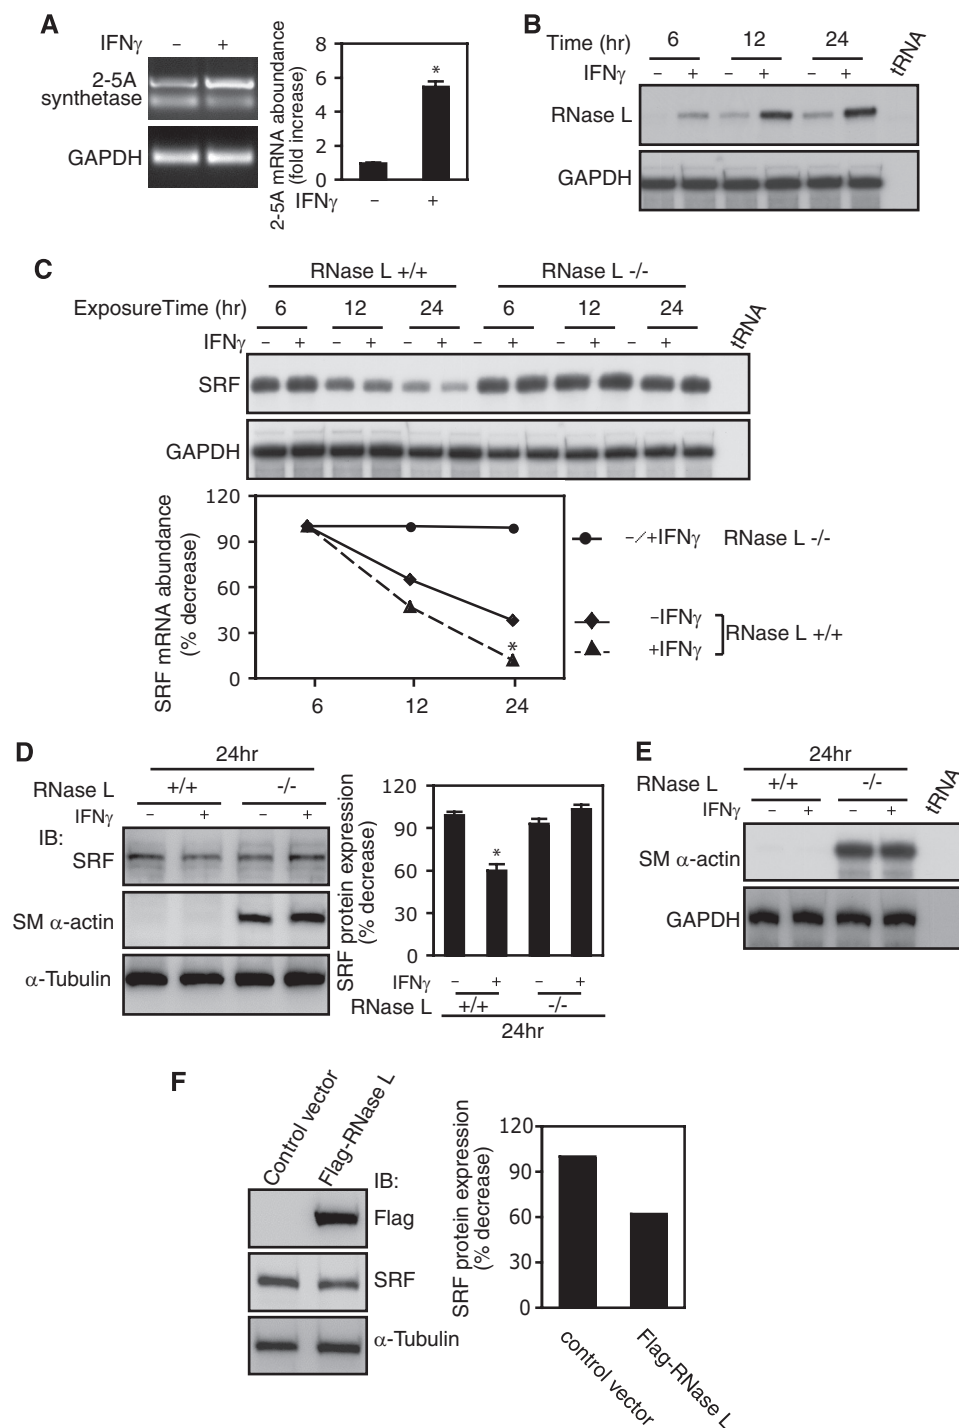 A
IFNγ – +
2-5A synthetase
GAPDH
2-5A mRNA aboundance (fold increase)
8
6
4
2
0
*
IFNγ – +
B
Time (hr) 6 12 24 tRNA
IFNγ – + – + – +
RNase L
GAPDH
C
RNase L +/+ RNase L -/-
ExposureTime (hr) 6 12 24 6 12 24 tRNA
IFNγ – + – + – + – + – + – +
SRF
GAPDH
SRF mRNA abundance (% decrease)
120
90
60
30
0
*
6 12 24
–/+IFNγ RNase L -/-
–IFNγ
+IFNγ
RNase L +/+
D
24hr
RNase L +/+ -/-
IFNγ – + – +
IB:
SRF
SM α-actin
α-Tubulin
SRF protein expression (% decrease)
120
90
60
30
0
*
IFNγ – + – +
RNase L +/+ -/-
24hr
E
24hr
RNase L +/+ -/- tRNA
IFNγ – + – +
SM α-actin
GAPDH
F
Control vector
Flag-RNase L
IB:
Flag
SRF
α-Tubulin
SRF protein expression (% decrease)
120
90
60
30
0
control vector
Flag-RNase L